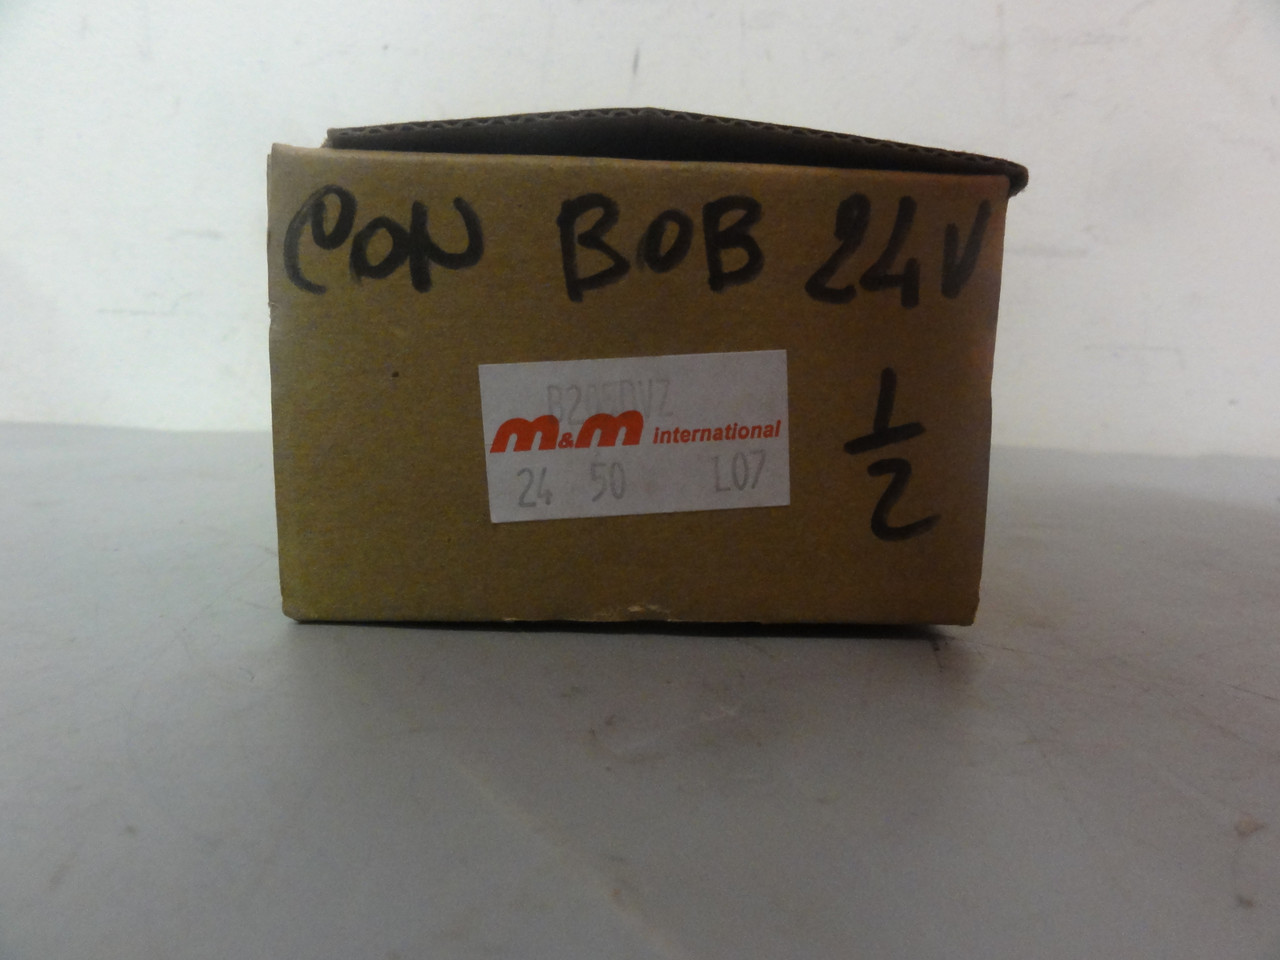 CON BOB 24V
1/2
B205DVZ
m&m international
24 50 L07